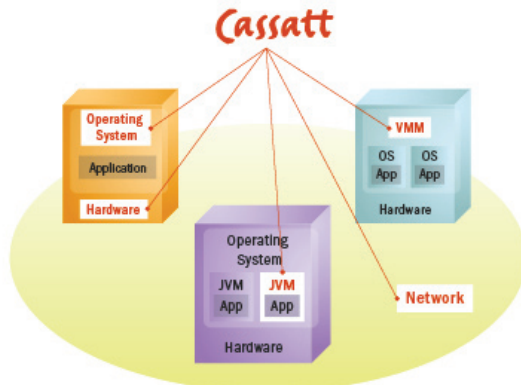 Cassatt
Operating
System
Application
Hardware
VMM
OS OS
App App
Hardware
Operating
System
JVM JVM
App App
Hardware
Network